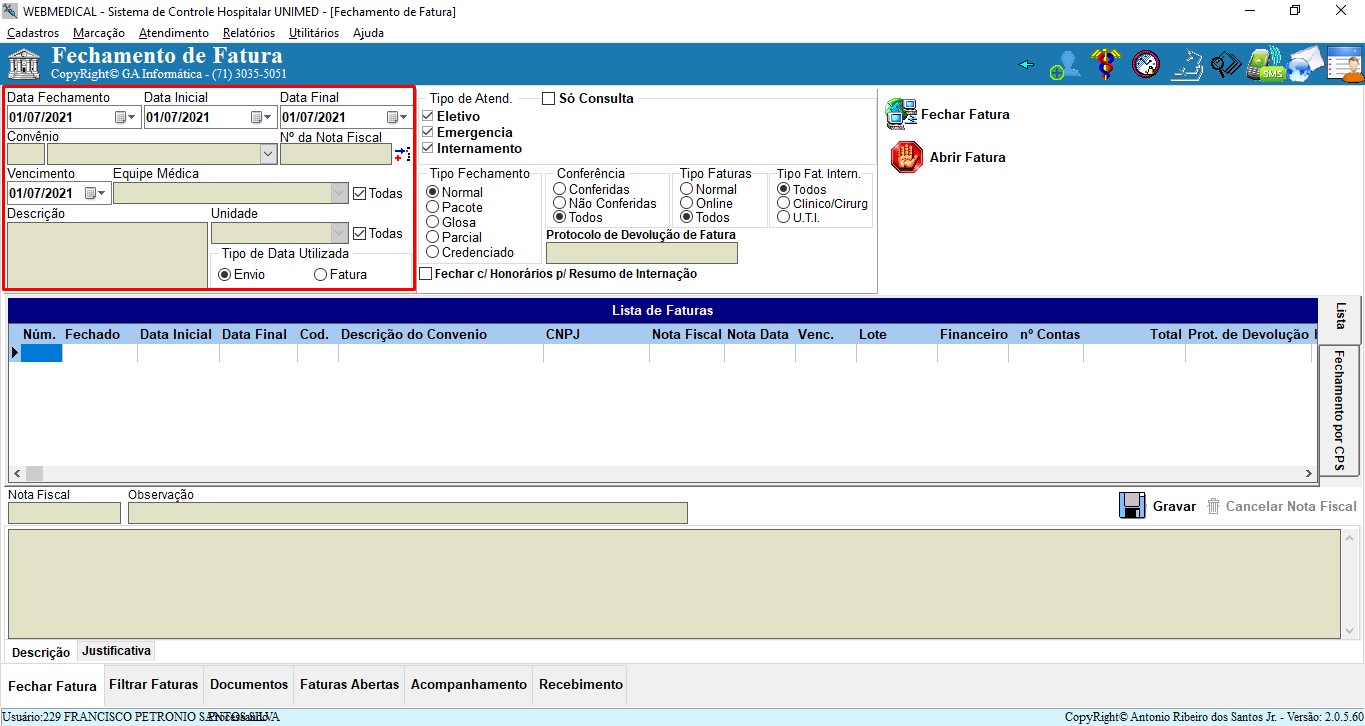 WEBMEDICAL - Sistema de Controle Hospitalar UNIMED - [Fechamento de Fatura]
Cadastros Marcação Atendimento Relatórios Utilitários Ajuda
Fechamento de Fatura
CopyRight© GA Informática - (71) 3035-5051
SMS
Data Fechamento Data Inicial Data Final
01/07/2021 01/07/2021 01/07/2021
Convênio Nº da Nota Fiscal
Vencimento Equipe Médica
01/07/2021 Todas
Descrição Unidade
Todas
Tipo de Data Utilizada
Envio Fatura
Tipo de Atend. Só Consulta
Eletivo
Emergencia
Internamento
Tipo Fechamento
Normal
Pacote
Glosa
Parcial
Credenciado
Conferência
Conferidas
Não Conferidas
Todos
Tipo Faturas
Normal
Online
Todos
Tipo Fat. Intern.
Todos
Clinico/Cirurg
U.T.I.
Protocolo de Devolução de Fatura
Fechar c/ Honorários p/ Resumo de Internação
Fechar Fatura
Abrir Fatura
Lista de Faturas
Núm. Fechado Data Inicial Data Final Cod. Descrição do Convenio CNPJ Nota Fiscal Nota Data Venc. Lote Financeiro nº Contas Total Prot. de Devolução
Lista
Fechamento por CPS
Nota Fiscal Observação
Gravar Cancelar Nota Fiscal
Descrição Justificativa
Fechar Fatura Filtrar Faturas Documentos Faturas Abertas Acompanhamento Recebimento
Usuário:229 FRANCISCO PETRONIO SANTOS SILVA
CopyRight© Antonio Ribeiro dos Santos Jr. - Versão: 2.0.5.60